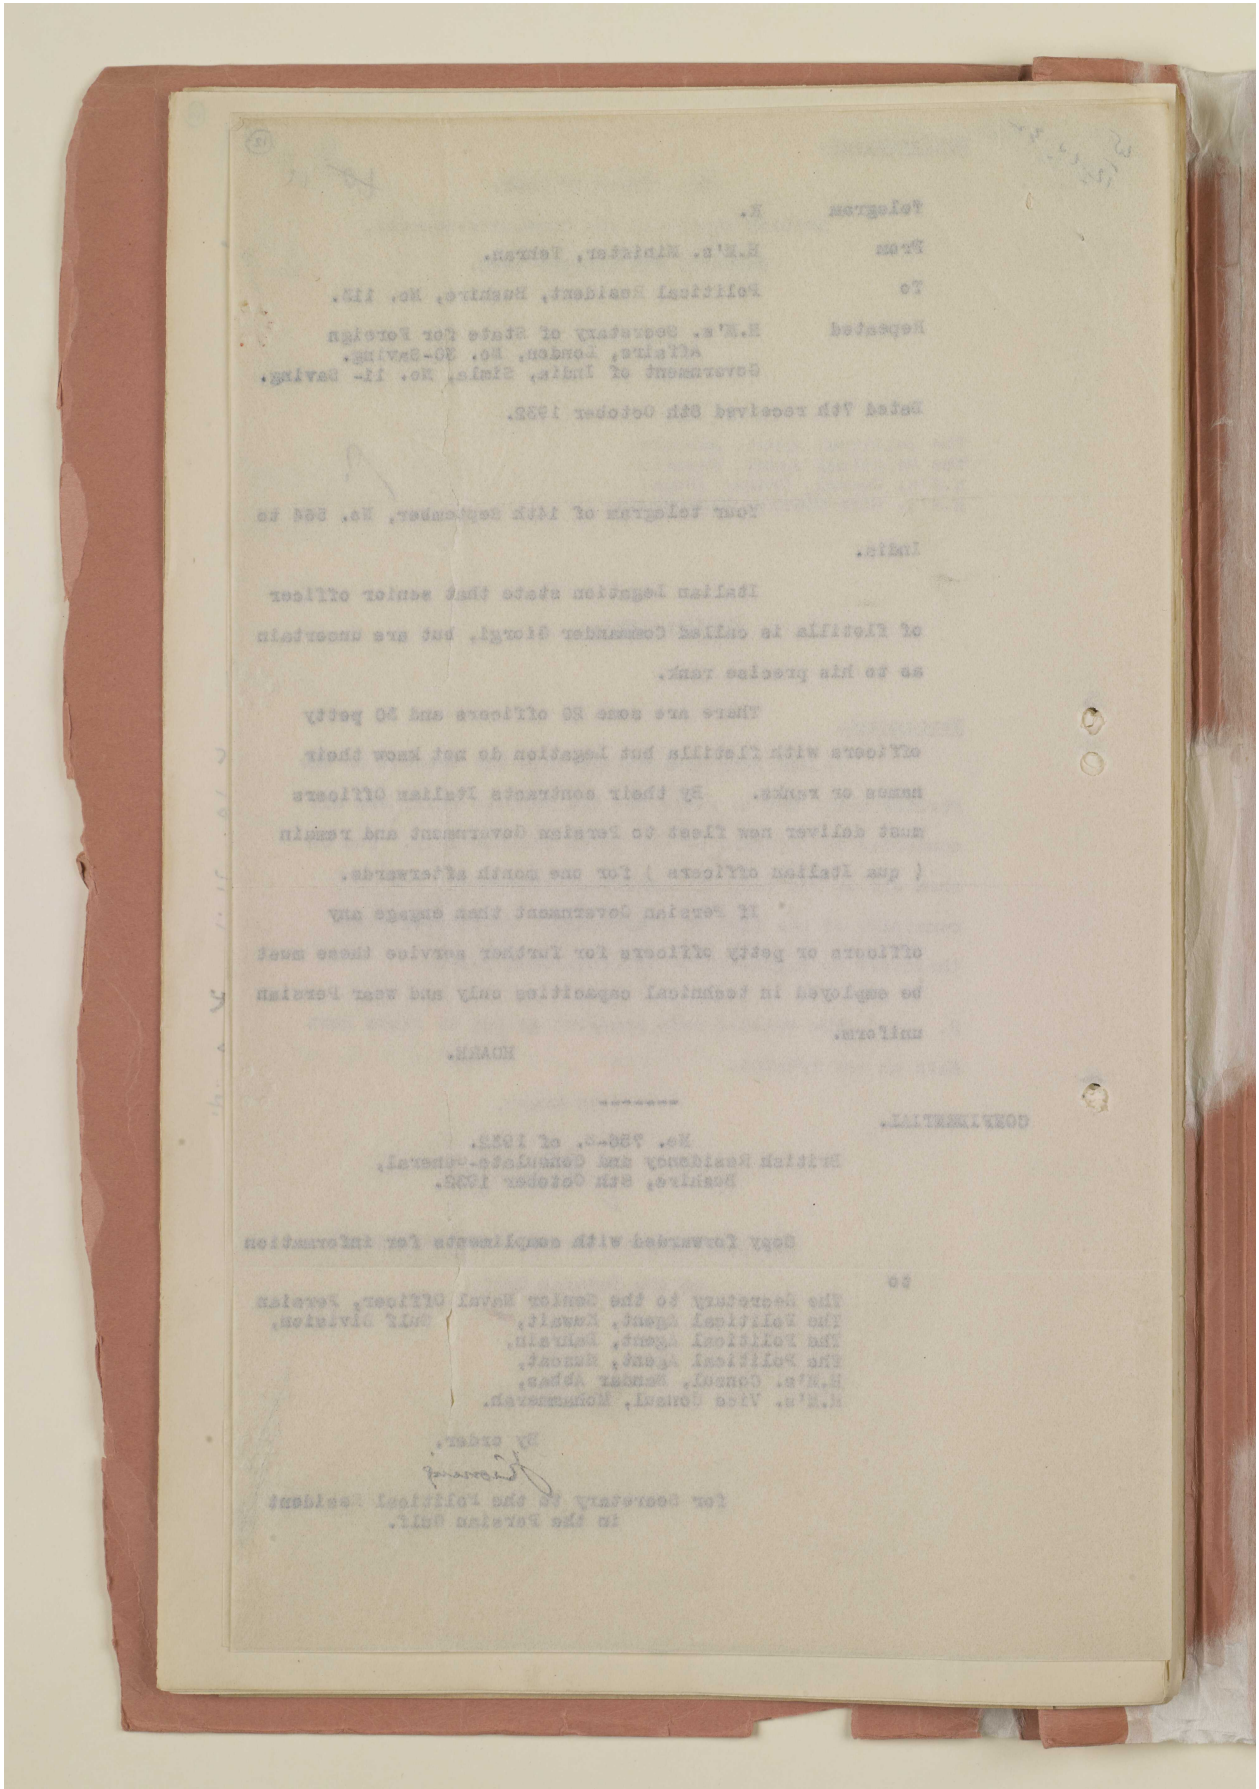 Telegram R.
From H.M's. Minister, Tehran.
To Political Resident, Bushire, No. 113.
Repeated H.M's. Secretary of State for Foreign
Affairs, London, No. 30-Saving.
Government of India, Simla, No. 11- Saving.
Dated 7th received 8th October 1932.
Your telegram of 14th September, No. 564 to
India.
Italian Legation state that senior officer
of flotilla is called Commander Giorgi, but are uncertain
as to his precise rank.
There are some 20 officers and 50 petty
officers with flotilla but Legation do not know their
names or ranks. By their contracts Italian Officers
must deliver new fleet to Persian Government and remain
( qua Italian officers ) for one month afterwards.
If Persian Government then engage any
officers or petty officers for further service these must
be employed in technical capacities only and wear Persian
uniform.
HOARE.
-------
CONFIDENTIAL.
No. 756-S. of 1932.
British Residency and Consulate-General,
Bushire, 8th October 1932.
Copy forwarded with compliments for information
to
The Secretary to the Senior Naval Officer, Persian
The Political Agent, Kuwait, Gulf Division,
The Political Agent, Bahrain,
The Political Agent, Muscat,
H.M's. Consul, Bandar Abbas,
H.M's. Vice Consul, Mohammerah.
By order,
for Secretary to the Political Resident
in the Persian Gulf.